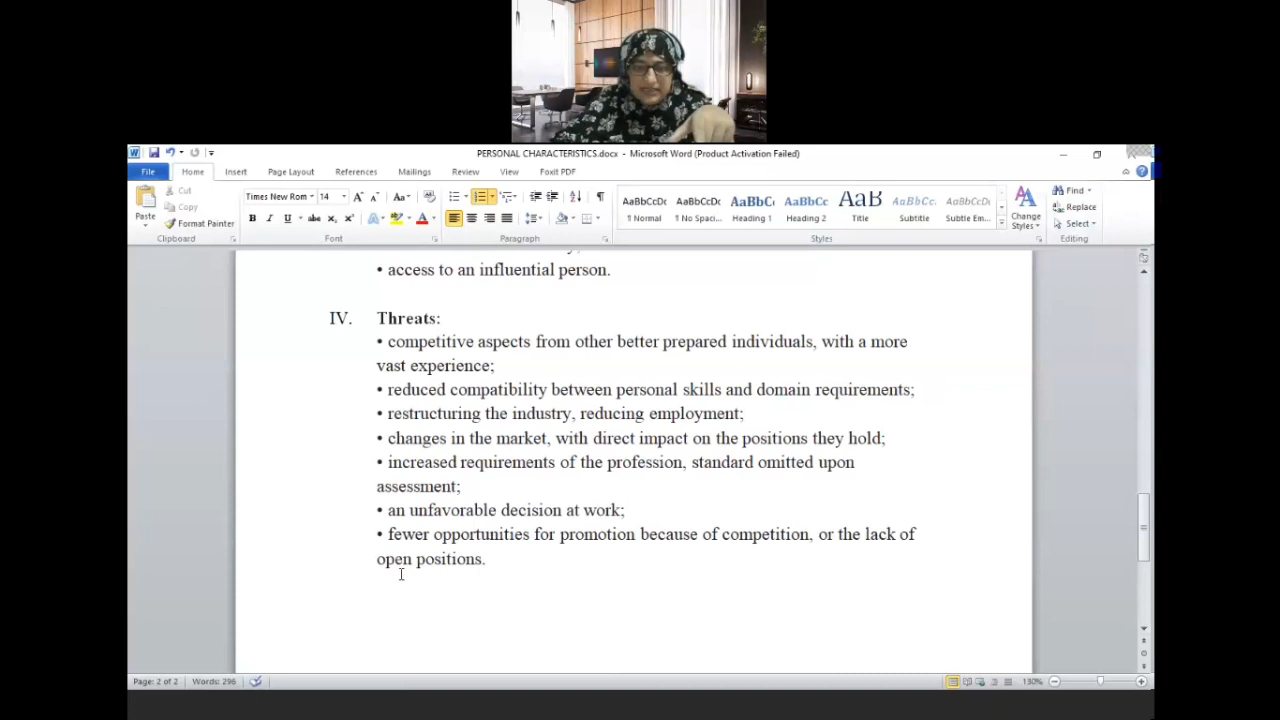 PERSONAL CHARACTERISTICS.docx - Microsoft Word (Product Activation Failed)
File Home Insert Page Layout References Mailings Review View Foxit PDF
Paste
Cut
Copy
Format Painter
Clipboard
Times New Rom 14
Font
Paragraph
AaBbCcDc AaBbCcDc AaBbCc AaBbCc AaB AaBbCc. AaBbCcDc
¶ Normal ¶ No Spaci... Heading 1 Heading 2 Title Subtitle Subtle Em...
Styles
Change Styles
Find
Replace
Select
Editing
• access to an influential person.
IV. Threats:
• competitive aspects from other better prepared individuals, with a more
vast experience;
• reduced compatibility between personal skills and domain requirements;
• restructuring the industry, reducing employment;
• changes in the market, with direct impact on the positions they hold;
• increased requirements of the profession, standard omitted upon
assessment;
• an unfavorable decision at work;
• fewer opportunities for promotion because of competition, or the lack of
open positions.
Page: 2 of 2 Words: 296 130%